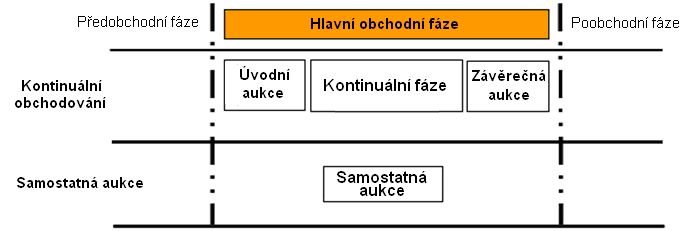 Předobchodní fáze
Hlavní obchodní fáze
Poobchodní fáze
Kontinuální
obchodování
Úvodní
aukce
Kontinuální fáze
Závěrečná
aukce
Samostatná aukce
Samostatná
aukce